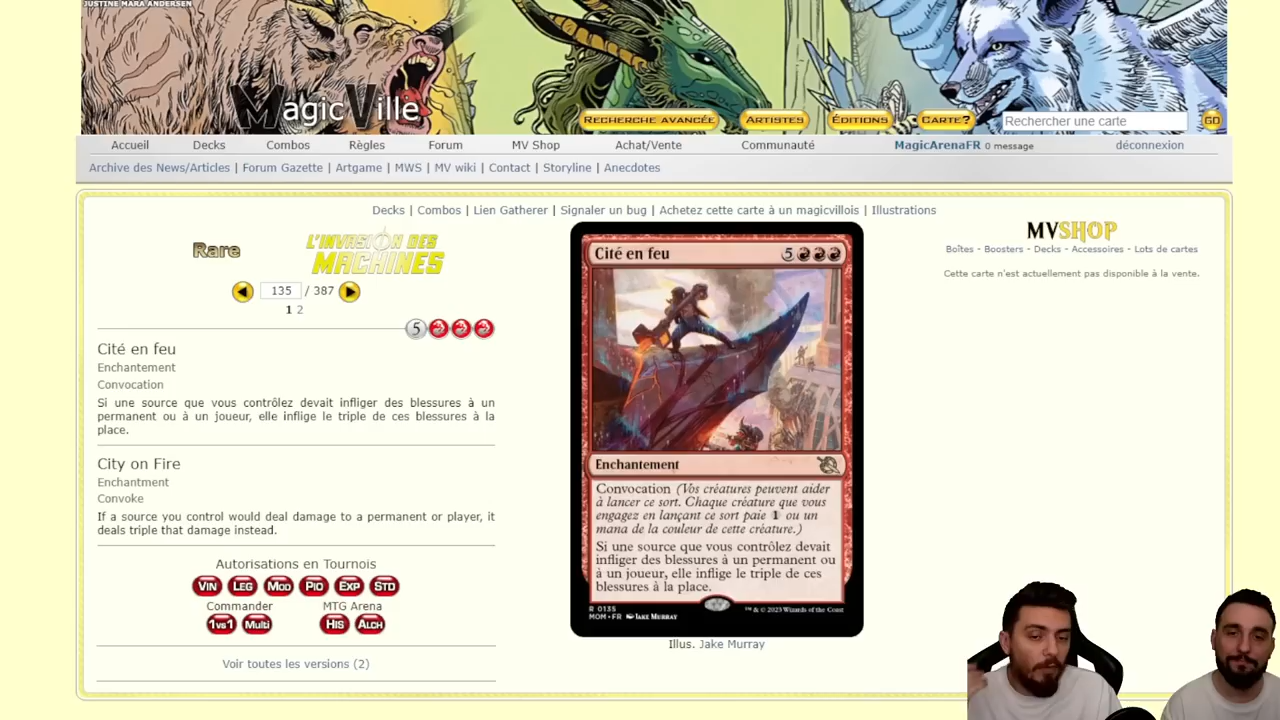 JUSTINE MARA ANDERSEN
MagicVille
RECHERCHE AVANCÉE ARTISTES ÉDITIONS CARTE? Rechercher une carte GO
Accueil Decks Combos Règles Forum MV Shop Achat/Vente Communauté MagicArenaFR 0 message déconnexion
Archive des News/Articles | Forum Gazette | Artgame | MWS | MV wiki | Contact | Storyline | Anecdotes
Decks | Combos | Lien Gatherer | Signaler un bug | Achetez cette carte à un magicvillois | Illustrations
Rare
L'INVASION DES
MACHINES
135 / 387
1 2
5
Cité en feu
Enchantement
Convocation
Si une source que vous contrôlez devait infliger des blessures à un
permanent ou à un joueur, elle inflige le triple de ces blessures à la
place.
City on Fire
Enchantment
Convoke
If a source you control would deal damage to a permanent or player, it
deals triple that damage instead.
Autorisations en Tournois
VIN LEG MOD PIO EXP STD
Commander MTG Arena
1vs1 Multi HIS ALCH
Voir toutes les versions (2)
Cité en feu 5
Enchantement
Convocation (Vos créatures peuvent aider
à lancer ce sort. Chaque créature que vous
engagez en lançant ce sort paie 1 ou un
mana de la couleur de cette créature.)
Si une source que vous contrôlez devait
infliger des blessures à un permanent ou
à un joueur, elle inflige le triple de ces
blessures à la place.
R 0135
MOM • FR JAKE MURRAY
™ & © 2023 Wizards of the Coast
Illus. Jake Murray
MVSHOP
Boîtes - Boosters - Decks - Accessoires - Lots de cartes
Cette carte n'est actuellement pas disponible à la vente.